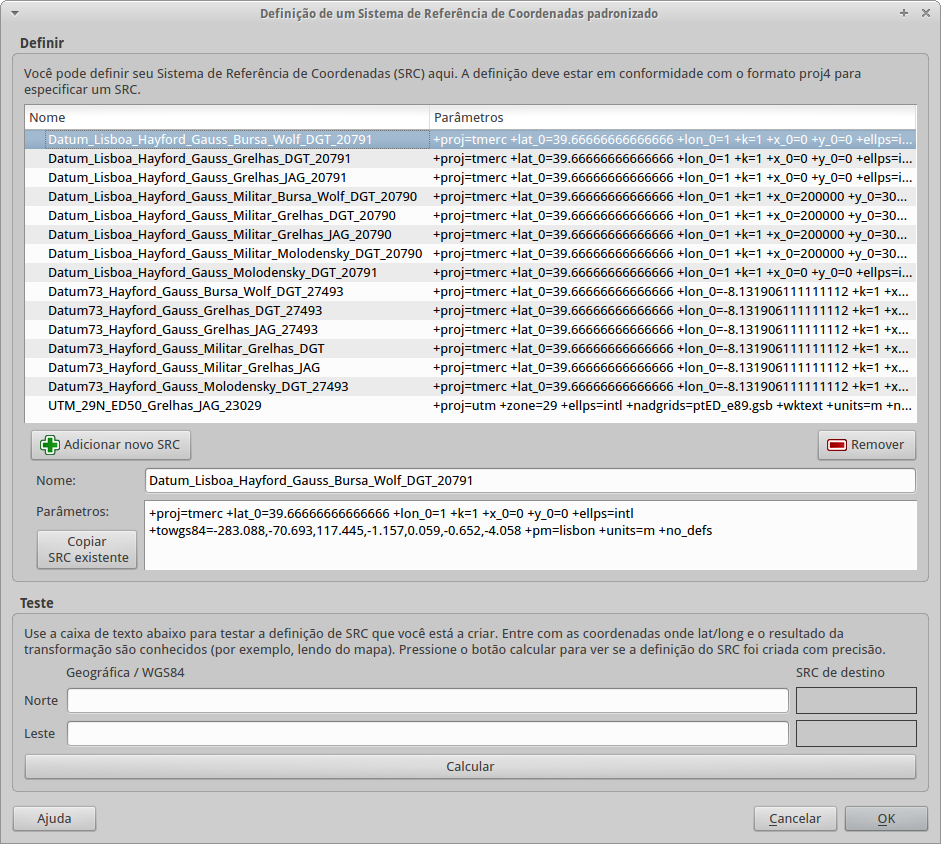 Definição de um Sistema de Referência de Coordenadas padronizado
Definir
Você pode definir seu Sistema de Referência de Coordenadas (SRC) aqui. A definição deve estar em conformidade com o formato proj4 para
especificar um SRC.
Nome Parâmetros
Datum_Lisboa_Hayford_Gauss_Bursa_Wolf_DGT_20791 +proj=tmerc +lat_0=39.66666666666666 +lon_0=1 +k=1 +x_0=0 +y_0=0 +ellps=i...
Datum_Lisboa_Hayford_Gauss_Grelhas_DGT_20791 +proj=tmerc +lat_0=39.66666666666666 +lon_0=1 +k=1 +x_0=0 +y_0=0 +ellps=i...
Datum_Lisboa_Hayford_Gauss_Grelhas_JAG_20791 +proj=tmerc +lat_0=39.66666666666666 +lon_0=1 +k=1 +x_0=0 +y_0=0 +ellps=i...
Datum_Lisboa_Hayford_Gauss_Militar_Bursa_Wolf_DGT_20790 +proj=tmerc +lat_0=39.66666666666666 +lon_0=1 +k=1 +x_0=200000 +y_0=30...
Datum_Lisboa_Hayford_Gauss_Militar_Grelhas_DGT_20790 +proj=tmerc +lat_0=39.66666666666666 +lon_0=1 +k=1 +x_0=200000 +y_0=30...
Datum_Lisboa_Hayford_Gauss_Militar_Grelhas_JAG_20790 +proj=tmerc +lat_0=39.66666666666666 +lon_0=1 +k=1 +x_0=200000 +y_0=30...
Datum_Lisboa_Hayford_Gauss_Militar_Molodensky_DGT_20790 +proj=tmerc +lat_0=39.66666666666666 +lon_0=1 +k=1 +x_0=200000 +y_0=30...
Datum_Lisboa_Hayford_Gauss_Molodensky_DGT_20791 +proj=tmerc +lat_0=39.66666666666666 +lon_0=1 +k=1 +x_0=0 +y_0=0 +ellps=i...
Datum73_Hayford_Gauss_Bursa_Wolf_DGT_27493 +proj=tmerc +lat_0=39.66666666666666 +lon_0=-8.131906111111112 +k=1 +x...
Datum73_Hayford_Gauss_Grelhas_DGT_27493 +proj=tmerc +lat_0=39.66666666666666 +lon_0=-8.131906111111112 +k=1 +x...
Datum73_Hayford_Gauss_Grelhas_JAG_27493 +proj=tmerc +lat_0=39.66666666666666 +lon_0=-8.131906111111112 +k=1 +x...
Datum73_Hayford_Gauss_Militar_Grelhas_DGT +proj=tmerc +lat_0=39.66666666666666 +lon_0=-8.131906111111112 +k=1 +x...
Datum73_Hayford_Gauss_Militar_Grelhas_JAG +proj=tmerc +lat_0=39.66666666666666 +lon_0=-8.131906111111112 +k=1 +x...
Datum73_Hayford_Gauss_Molodensky_DGT_27493 +proj=tmerc +lat_0=39.66666666666666 +lon_0=-8.131906111111112 +k=1 +x...
UTM_29N_ED50_Grelhas_JAG_23029 +proj=utm +zone=29 +ellps=intl +nadgrids=ptED_e89.gsb +wktext +units=m +n...
Adicionar novo SRC Remover
Nome: Datum_Lisboa_Hayford_Gauss_Bursa_Wolf_DGT_20791
Parâmetros: +proj=tmerc +lat_0=39.66666666666666 +lon_0=1 +k=1 +x_0=0 +y_0=0 +ellps=intl
+towgs84=-283.088,-70.693,117.445,-1.157,0.059,-0.652,-4.058 +pm=lisbon +units=m +no_defs
Copiar
SRC existente
Teste
Use a caixa de texto abaixo para testar a definição de SRC que você está a criar. Entre com as coordenadas onde lat/long e o resultado da
transformação são conhecidos (por exemplo, lendo do mapa). Pressione o botão calcular para ver se a definição do SRC foi criada com precisão.
Geográfica / WGS84 SRC de destino
Norte
Leste
Calcular
Ajuda Cancelar OK